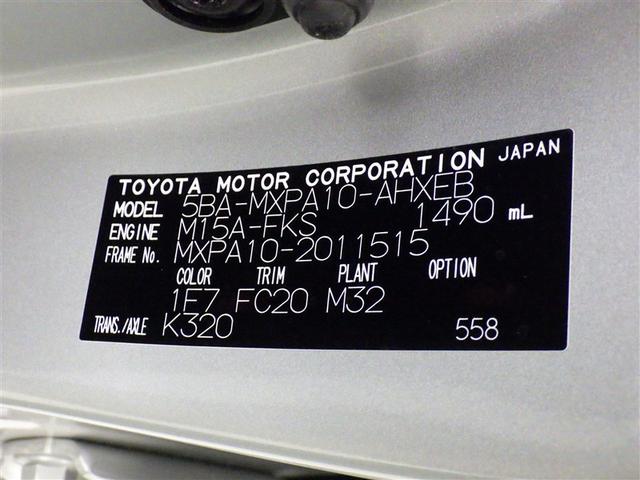 TOYOTA MOTOR CORPORATION JAPAN
MODEL 5BA-MXPA10-AHXEB
ENGINE M15A-FKS 1490 mL
FRAME No. MXPA10-2011515
COLOR TRIM PLANT OPTION
1E7 FC20 M32
TRANS./AXLE K320 558